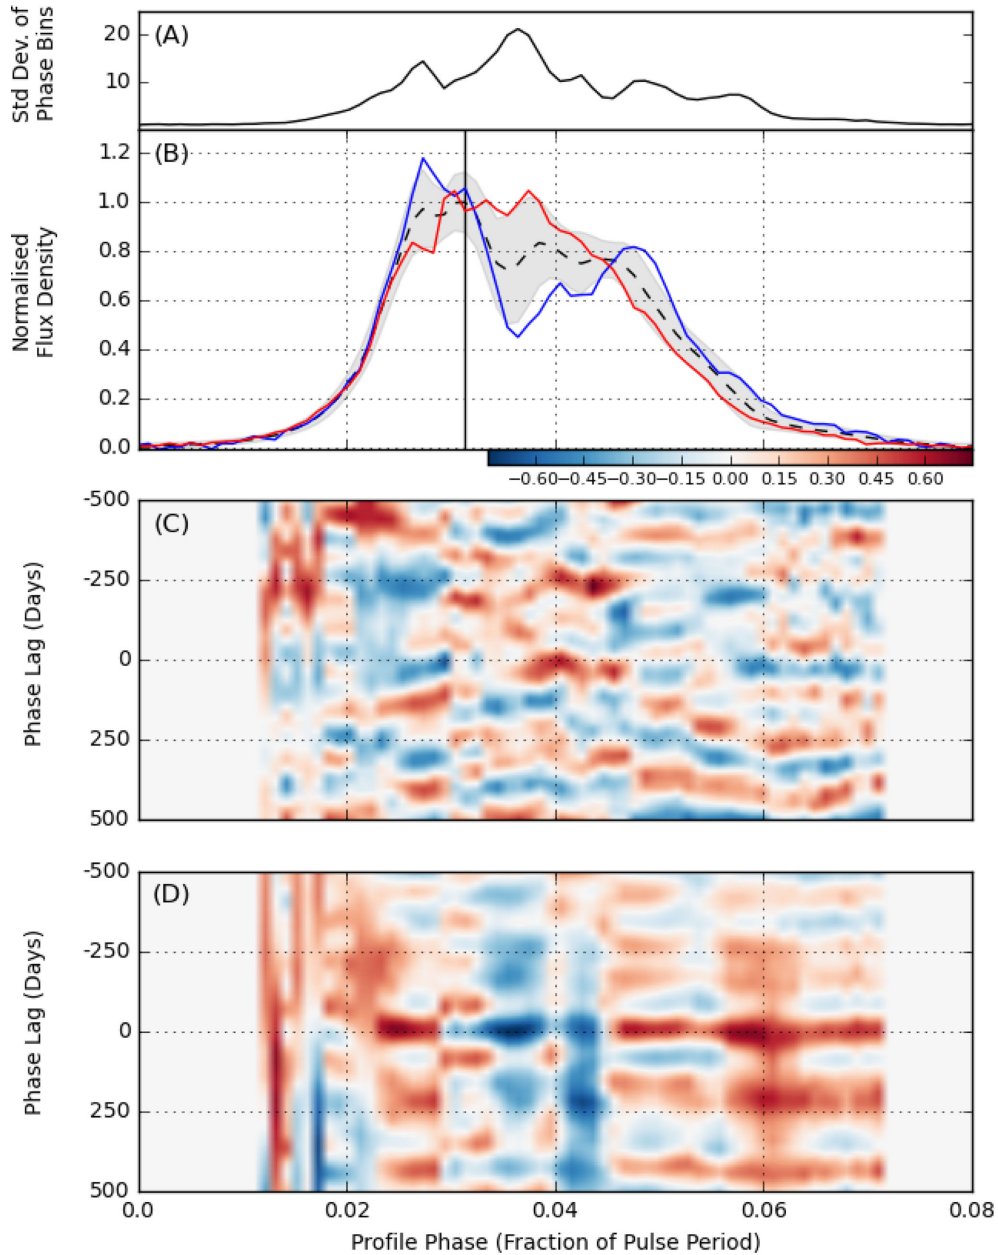 Std Dev. of
Phase Bins
20
10
(A)
Normalised
Flux Density
1.2
1.0
0.8
0.6
0.4
0.2
0.0
(B)
−0.60−0.45−0.30−0.15 0.00 0.15 0.30 0.45 0.60
Phase Lag (Days)
-500
-250
0
250
500
(C)
Phase Lag (Days)
-500
-250
0
250
500
(D)
0.0 0.02 0.04 0.06 0.08
Profile Phase (Fraction of Pulse Period)